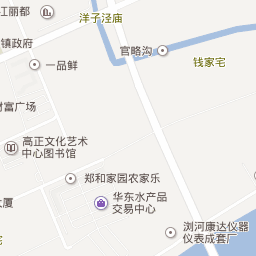 江丽都
洋子泾庙
镇政府
官略沟
一品鲜
钱家宅
财富广场
高正文化艺术
中心图书馆
郑和家园农家乐
大厦
华东水产品
交易中心
浏河康达仪器
仪表成套厂
宅